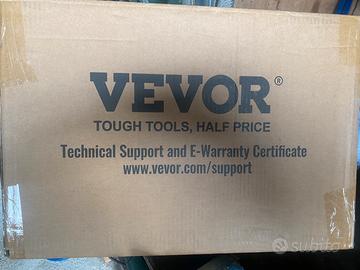 VEVOR®
TOUGH TOOLS, HALF PRICE
Technical Support and E-Warranty Certificate
www.vevor.com/support
subito